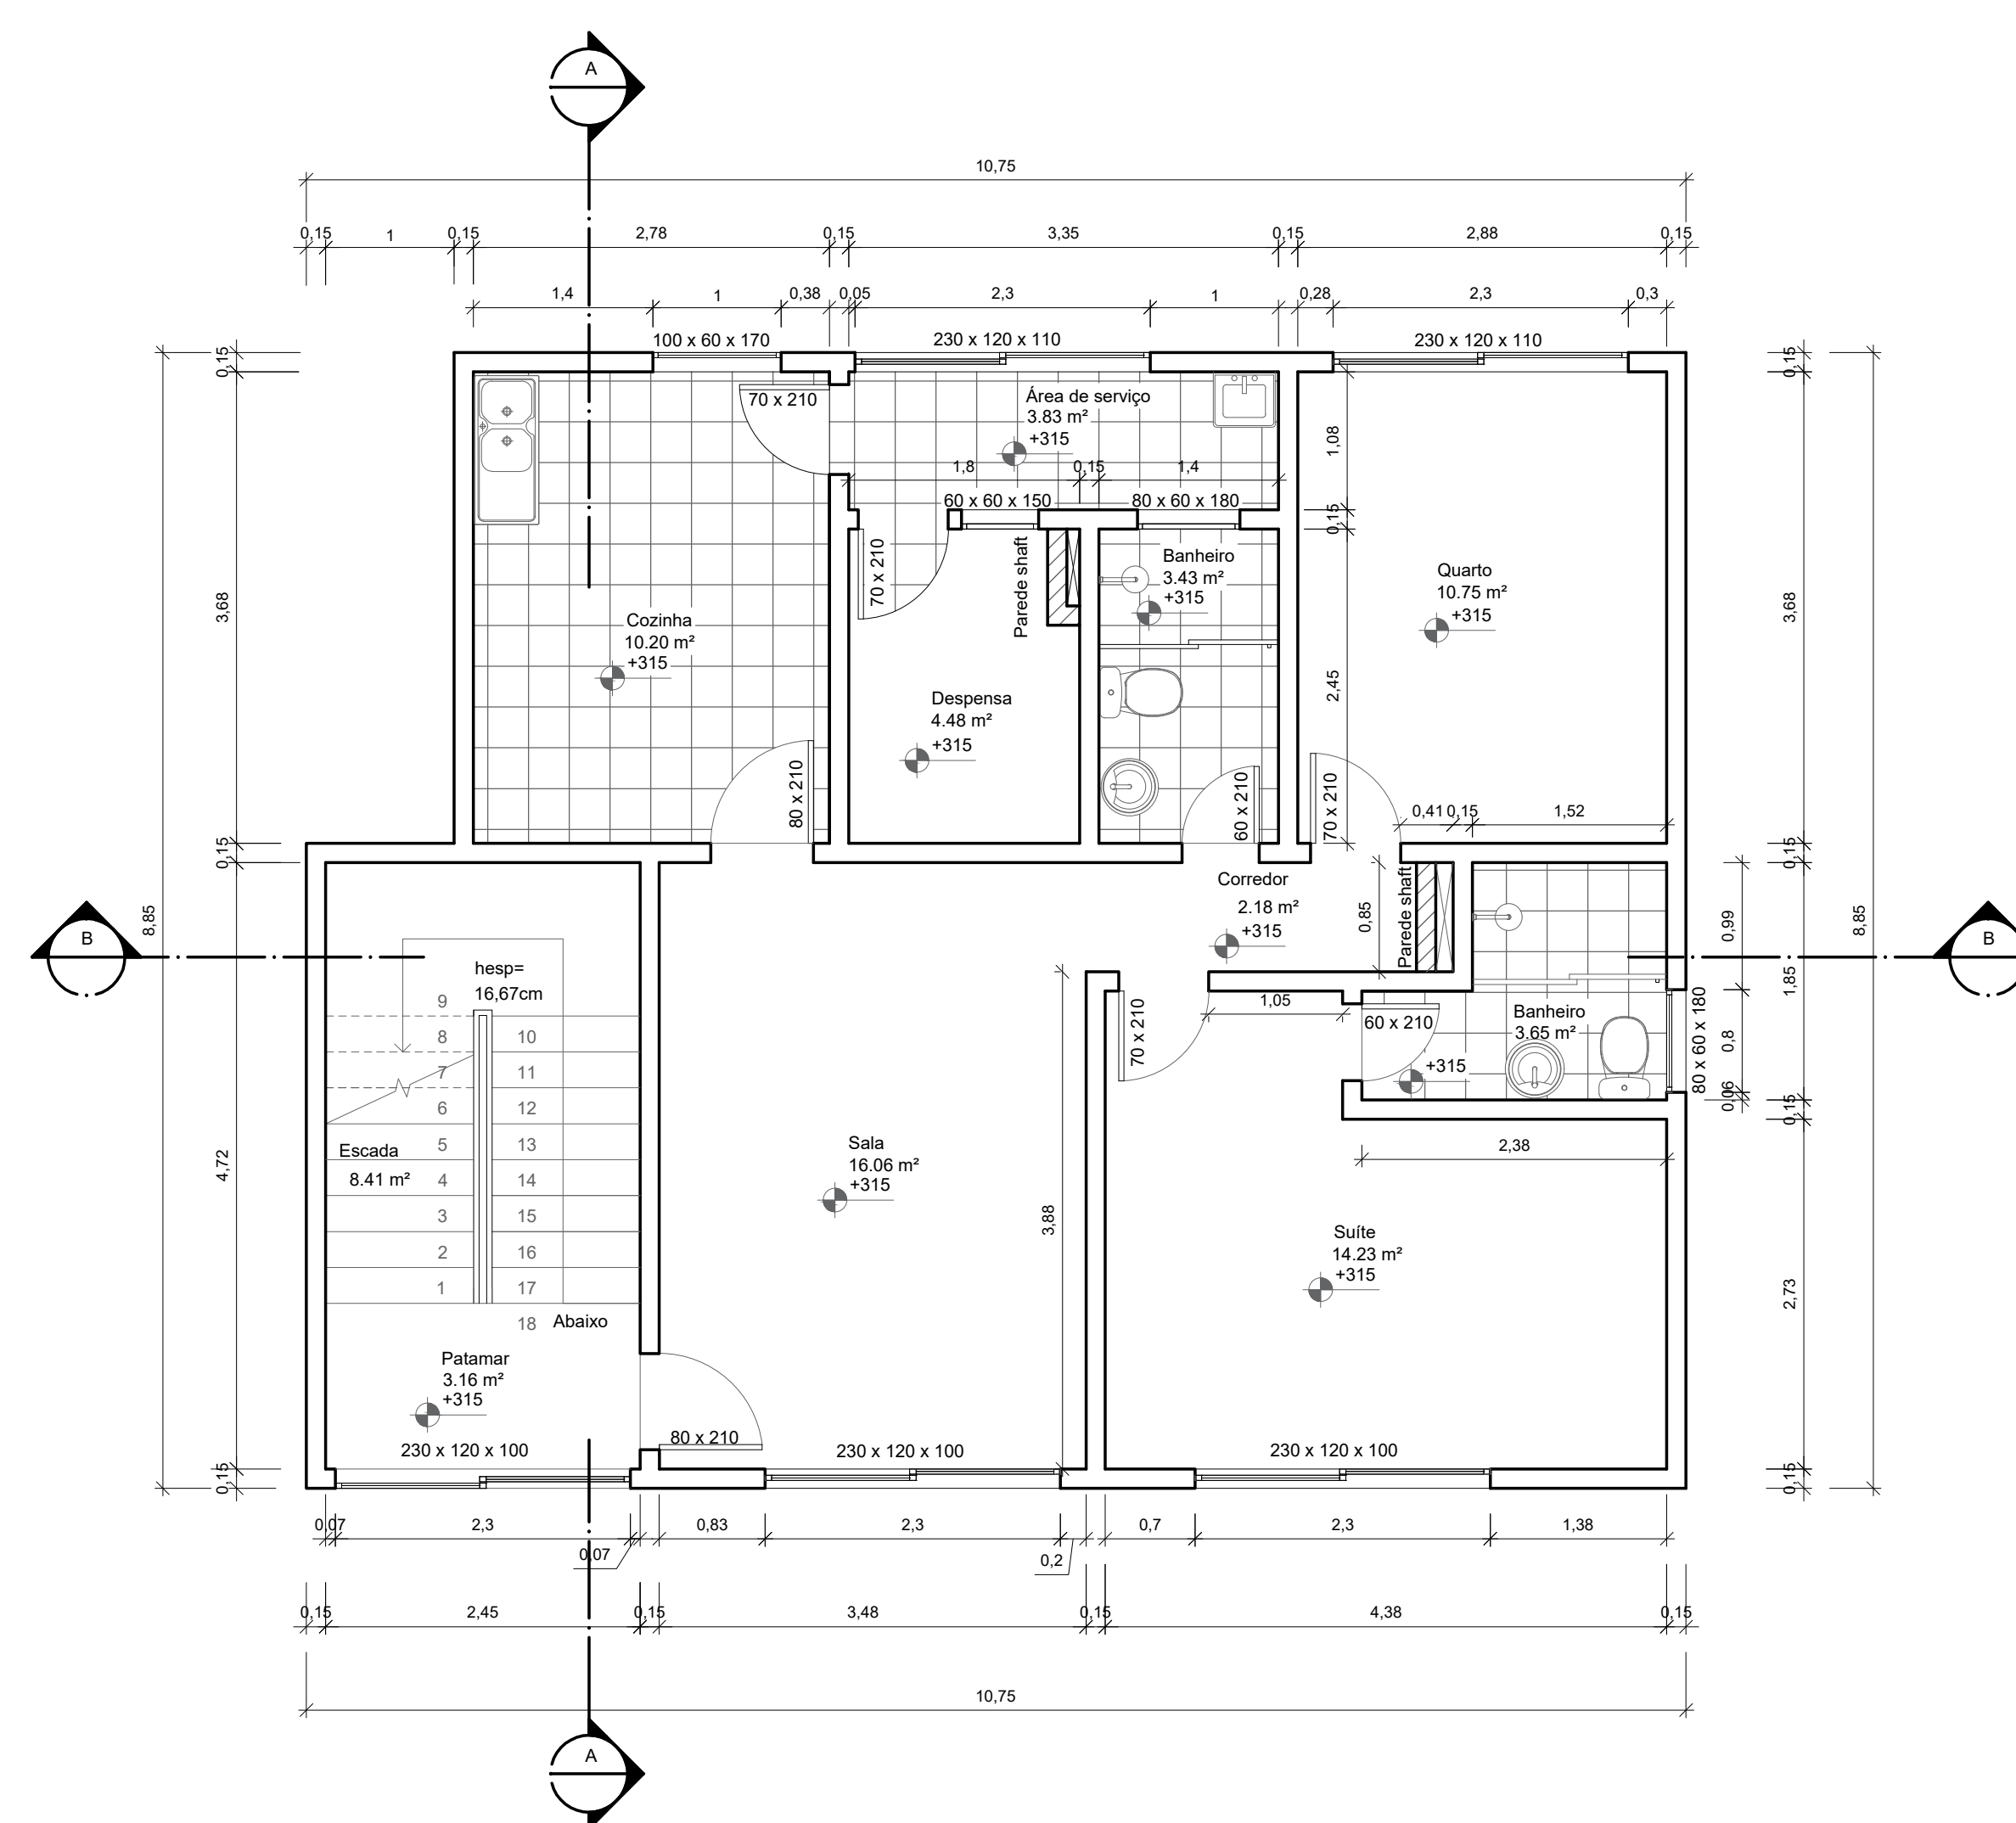 A
10,75
0,15
1
0,15
2,78
0,15
3,35
0,15
2,88
0,15
1,4
1
0,38
0,05
2,3
1
0,28
2,3
0,3
100 x 60 x 170
230 x 120 x 110
230 x 120 x 110
0,15
0,15
70 x 210
Área de serviço
3.83 m²
+315
1,08
1,8
0,15
1,4
60 x 60 x 150
80 x 60 x 180
0,15
70 x 210
Parede shaft
Banheiro
3.43 m²
+315
Quarto
10.75 m²
+315
3,68
3,68
Cozinha
10.20 m²
+315
2,45
Despensa
4.48 m²
+315
80 x 210
60 x 210
70 x 210
0,41
0,15
1,52
0,15
0,15
Corredor
2.18 m²
+315
0,85
Parede shaft
0,99
8,85
8,85
B
B
hesp=
16,67cm
1,85
9
8
7
6
5
4
3
2
1
10
11
12
13
14
15
16
17
18
Abaixo
70 x 210
1,05
60 x 210
Banheiro
3.65 m²
+315
80 x 60 x 180
0,8
0,06
0,15
Escada
8.41 m²
Sala
16.06 m²
+315
2,38
4,72
3,88
Suíte
14.23 m²
+315
2,73
Patamar
3.16 m²
+315
230 x 120 x 100
80 x 210
230 x 120 x 100
230 x 120 x 100
0,15
0,15
0,07
2,3
0,07
0,83
2,3
0,2
0,7
2,3
1,38
0,15
2,45
0,15
3,48
0,15
4,38
0,15
10,75
A